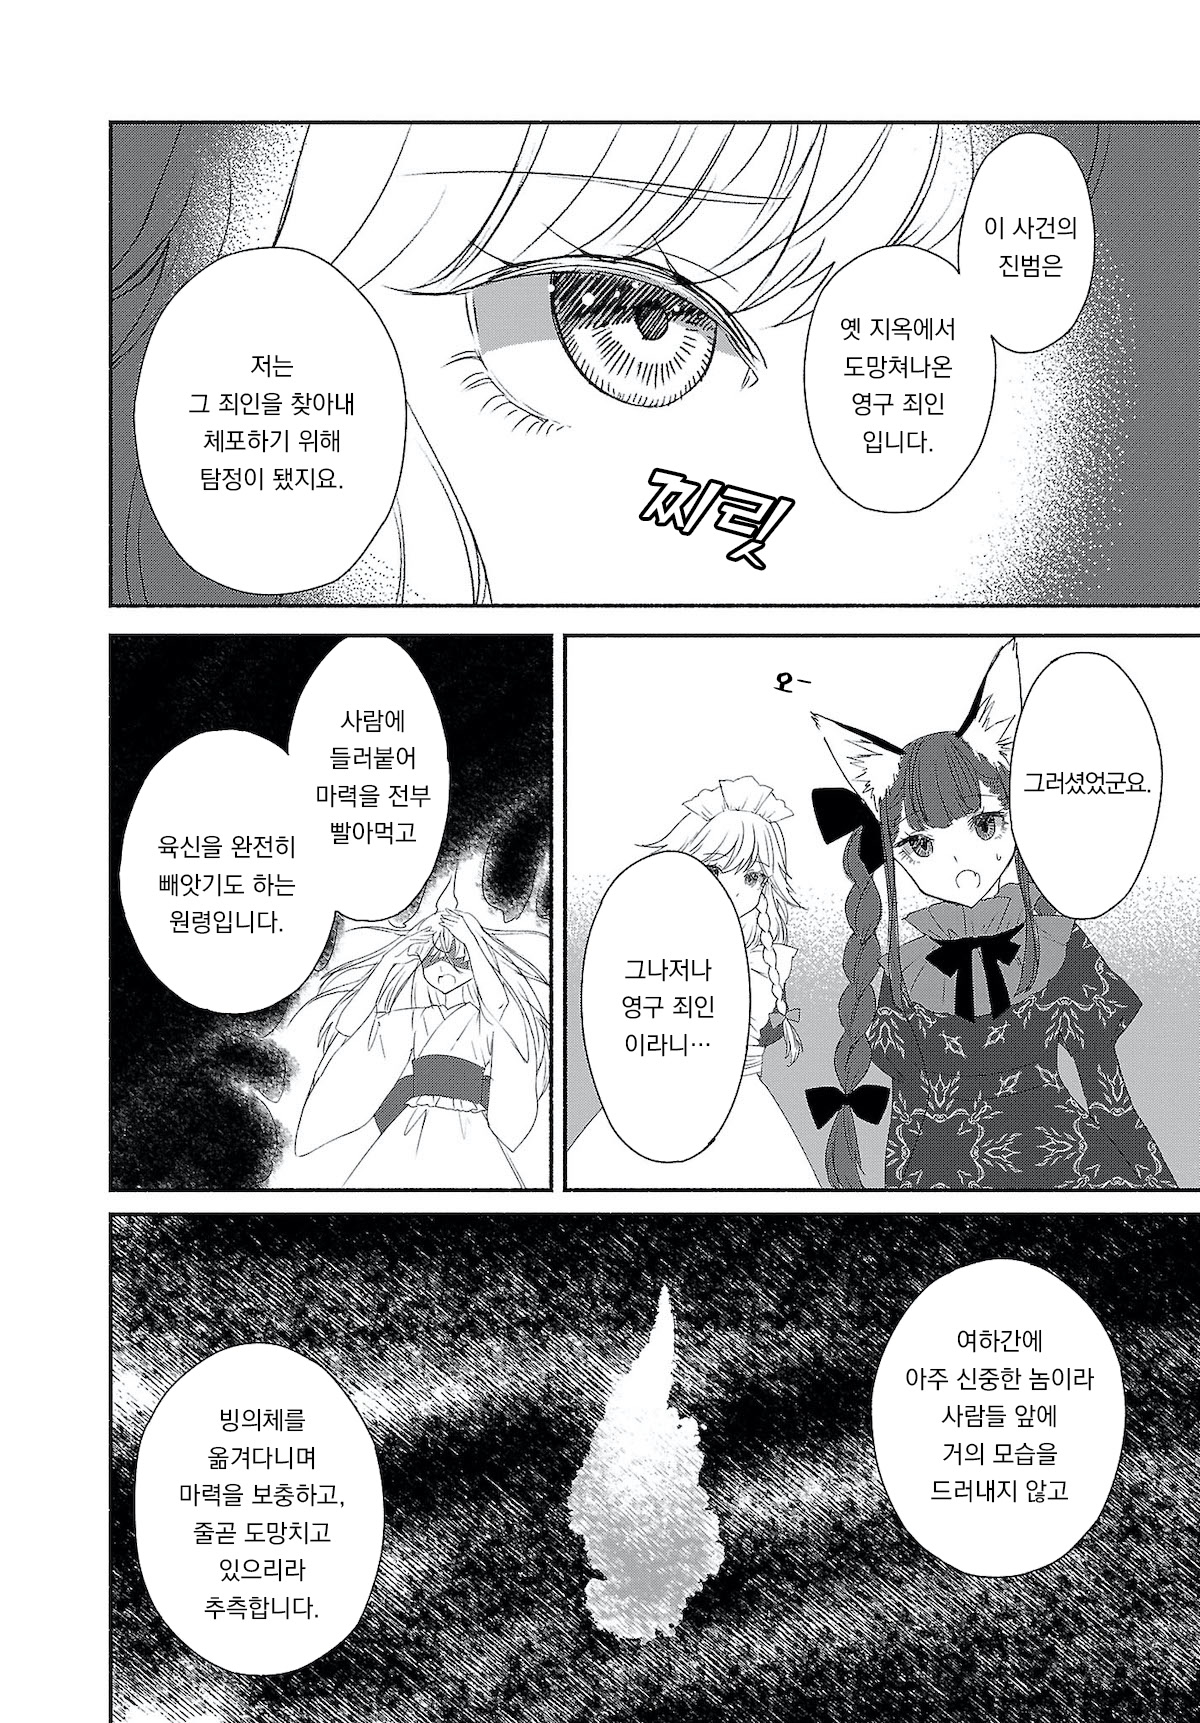 이 사건의
진범은
옛 지옥에서
도망쳐나온
영구 죄인
입니다.
저는
그 죄인을 찾아내
체포하기 위해
탐정이 됐지요.
찌릿
오-
그러셨었군요.
그나저나
영구 죄인
이라니…
사람에
들러붙어
마력을 전부
빨아먹고
육신을 완전히
빼앗기도 하는
원령입니다.
여하간에
아주 신중한 놈이라
사람들 앞에
거의 모습을
드러내지 않고
빙의체를
옮겨다니며
마력을 보충하고,
줄곧 도망치고
있으리라
추측합니다.